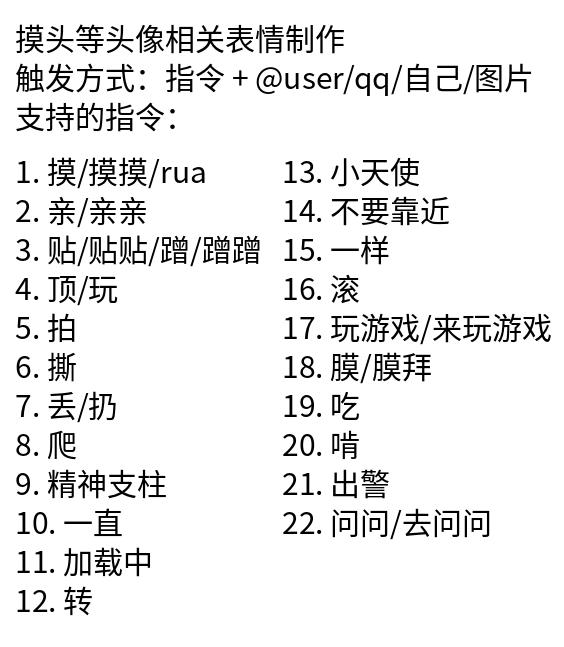 摸头等头像相关表情制作
触发方式：指令 + @user/qq/自己/图片
支持的指令：
1. 摸/摸摸/rua
2. 亲/亲亲
3. 贴/贴贴/蹭/蹭蹭
4. 顶/玩
5. 拍
6. 撕
7. 丢/扔
8. 爬
9. 精神支柱
10. 一直
11. 加载中
12. 转
13. 小天使
14. 不要靠近
15. 一样
16. 滚
17. 玩游戏/来玩游戏
18. 膜/膜拜
19. 吃
20. 啃
21. 出警
22. 问问/去问问